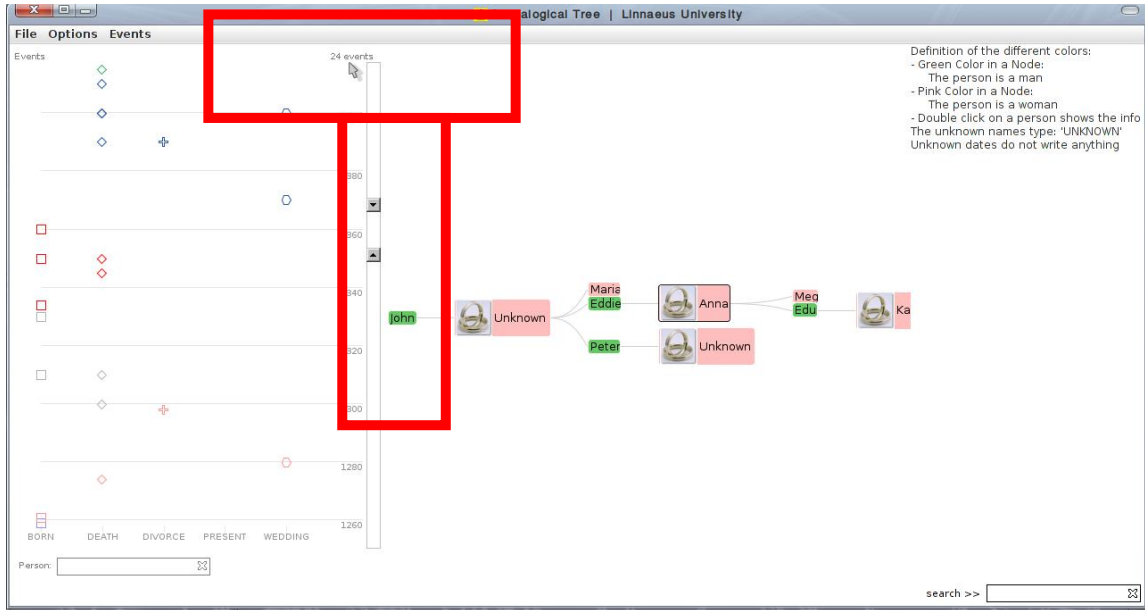 alogical Tree | Linnaeus University
File Options Events
Events
24 events
Definition of the different colors:
- Green Color in a Node:
The person is a man
- Pink Color in a Node:
The person is a woman
- Double click on a person shows the info
The unknown names type: 'UNKNOWN'
Unknown dates do not write anything
380
360
340
320
300
1280
1260
John
Unknown
Maria
Eddie
Peter
Anna
Unknown
Meg
Edu
Ka
BORN DEATH DIVORCE PRESENT WEDDING
Person:
search >>